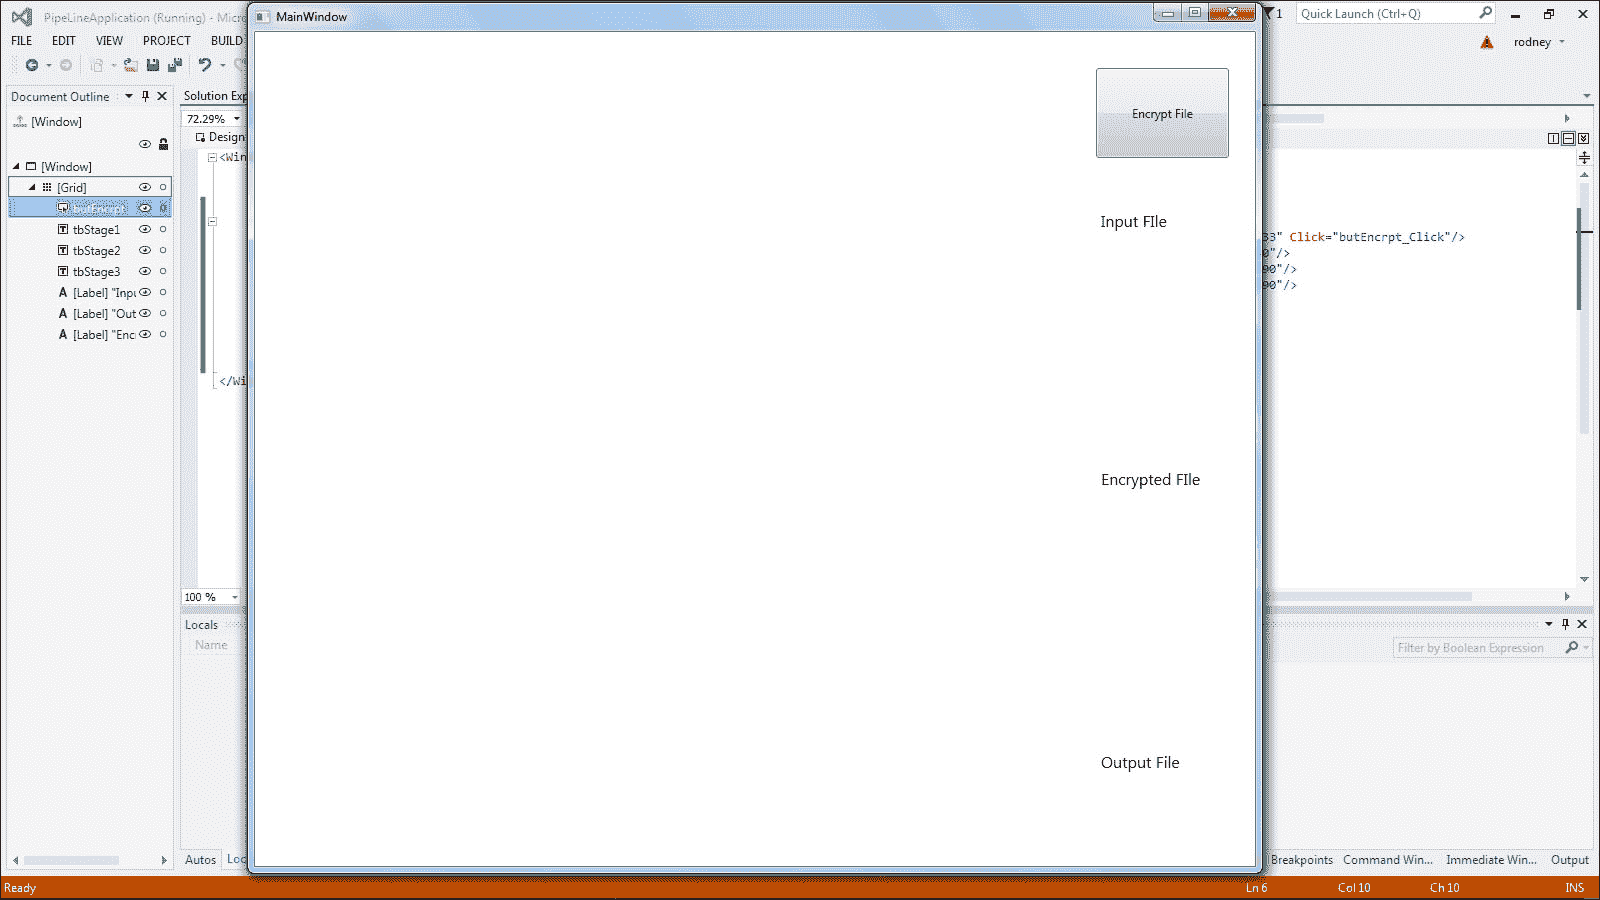 PipeLineApplication (Running) - Micro
MainWindow
1
Quick Launch (Ctrl+Q)
FILE EDIT VIEW PROJECT BUILD
rodney
Document Outline
Solution Exp
[Window]
72.29%
Design
Encrypt File
[Window]
<Win
[Grid]
butEncrpt
tbStage1
tbStage2
tbStage3
[Label] "Inpu
[Label] "Out
[Label] "Enc
Input FIle
33" Click="butEncrpt_Click"/>
0"/>
90"/>
90"/>
</Wi
Encrypted FIle
100 %
Locals
Name
Filter by Boolean Expression
Output File
Autos Loc
Breakpoints Command Win... Immediate Win... Output
Ready
Ln 6 Col 10 Ch 10 INS